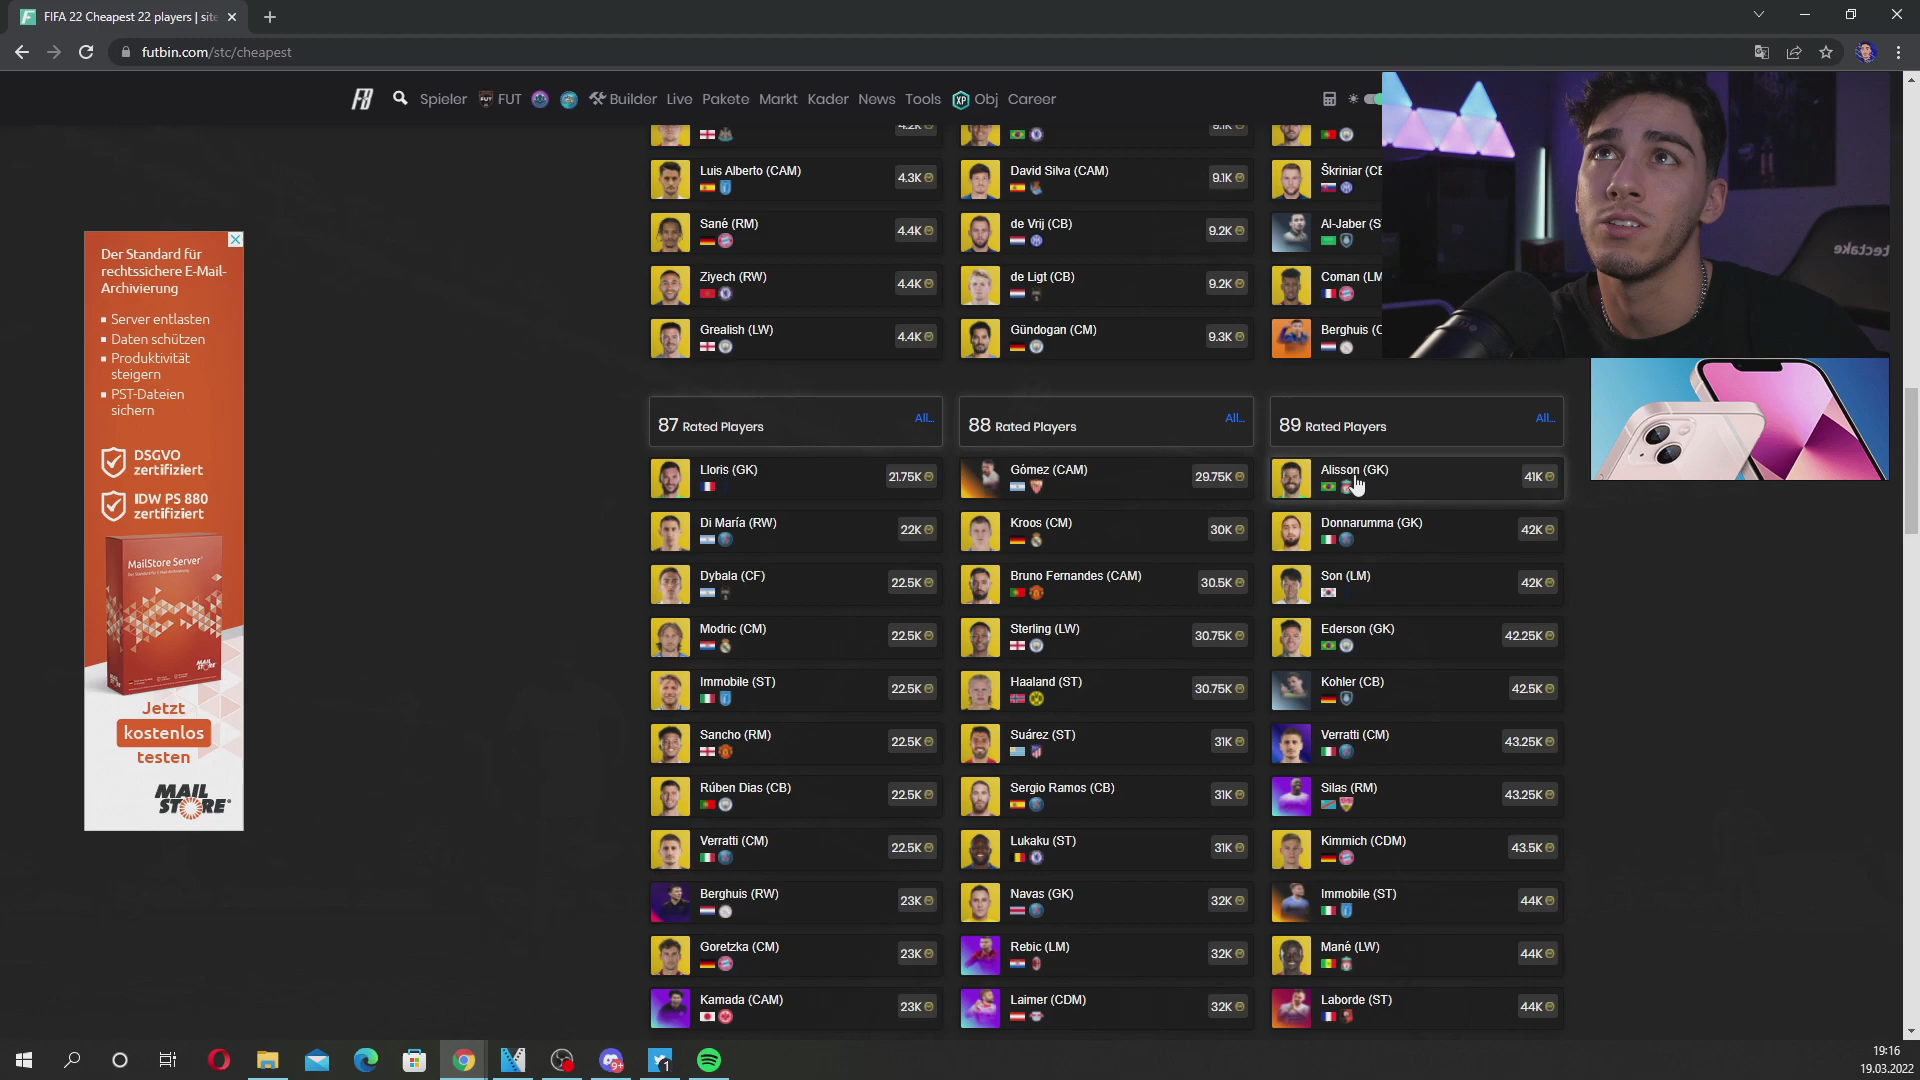 FIFA 22 Cheapest 22 players | site
futbin.com/stc/cheapest
Spieler FUT Builder Live Pakete Markt Kader News Tools XP Obj Career
4.2K
9.1K
Luis Alberto (CAM) 4.3K
David Silva (CAM) 9.1K
Škriniar (CE
Sané (RM) 4.4K
de Vrij (CB) 9.2K
Al-Jaber (S
Ziyech (RW) 4.4K
de Ligt (CB) 9.2K
Coman (LM
Grealish (LW) 4.4K
Gündogan (CM) 9.3K
Berghuis (C
tectake
Der Standard für
rechtssichere E-Mail-
Archivierung
Server entlasten
Daten schützen
Produktivität
steigern
PST-Dateien
sichern
DSGVO
zertifiziert
IDW PS 880
zertifiziert
MailStore Server
Jetzt
kostenlos
testen
MAIL
STORE
87 Rated Players All...
Lloris (GK) 21.75K
Di María (RW) 22K
Dybala (CF) 22.5K
Modric (CM) 22.5K
Immobile (ST) 22.5K
Sancho (RM) 22.5K
Rúben Dias (CB) 22.5K
Verratti (CM) 22.5K
Berghuis (RW) 23K
Goretzka (CM) 23K
Kamada (CAM) 23K
88 Rated Players All...
Gómez (CAM) 29.75K
Kroos (CM) 30K
Bruno Fernandes (CAM) 30.5K
Sterling (LW) 30.75K
Haaland (ST) 30.75K
Suárez (ST) 31K
Sergio Ramos (CB) 31K
Lukaku (ST) 31K
Navas (GK) 32K
Rebic (LM) 32K
Laimer (CDM) 32K
89 Rated Players All...
Alisson (GK) 41K
Donnarumma (GK) 42K
Son (LM) 42K
Ederson (GK) 42.25K
Kohler (CB) 42.5K
Verratti (CM) 43.25K
Silas (RM) 43.25K
Kimmich (CDM) 43.5K
Immobile (ST) 44K
Mané (LW) 44K
Laborde (ST) 44K
9+
1
19:16
19.03.2022